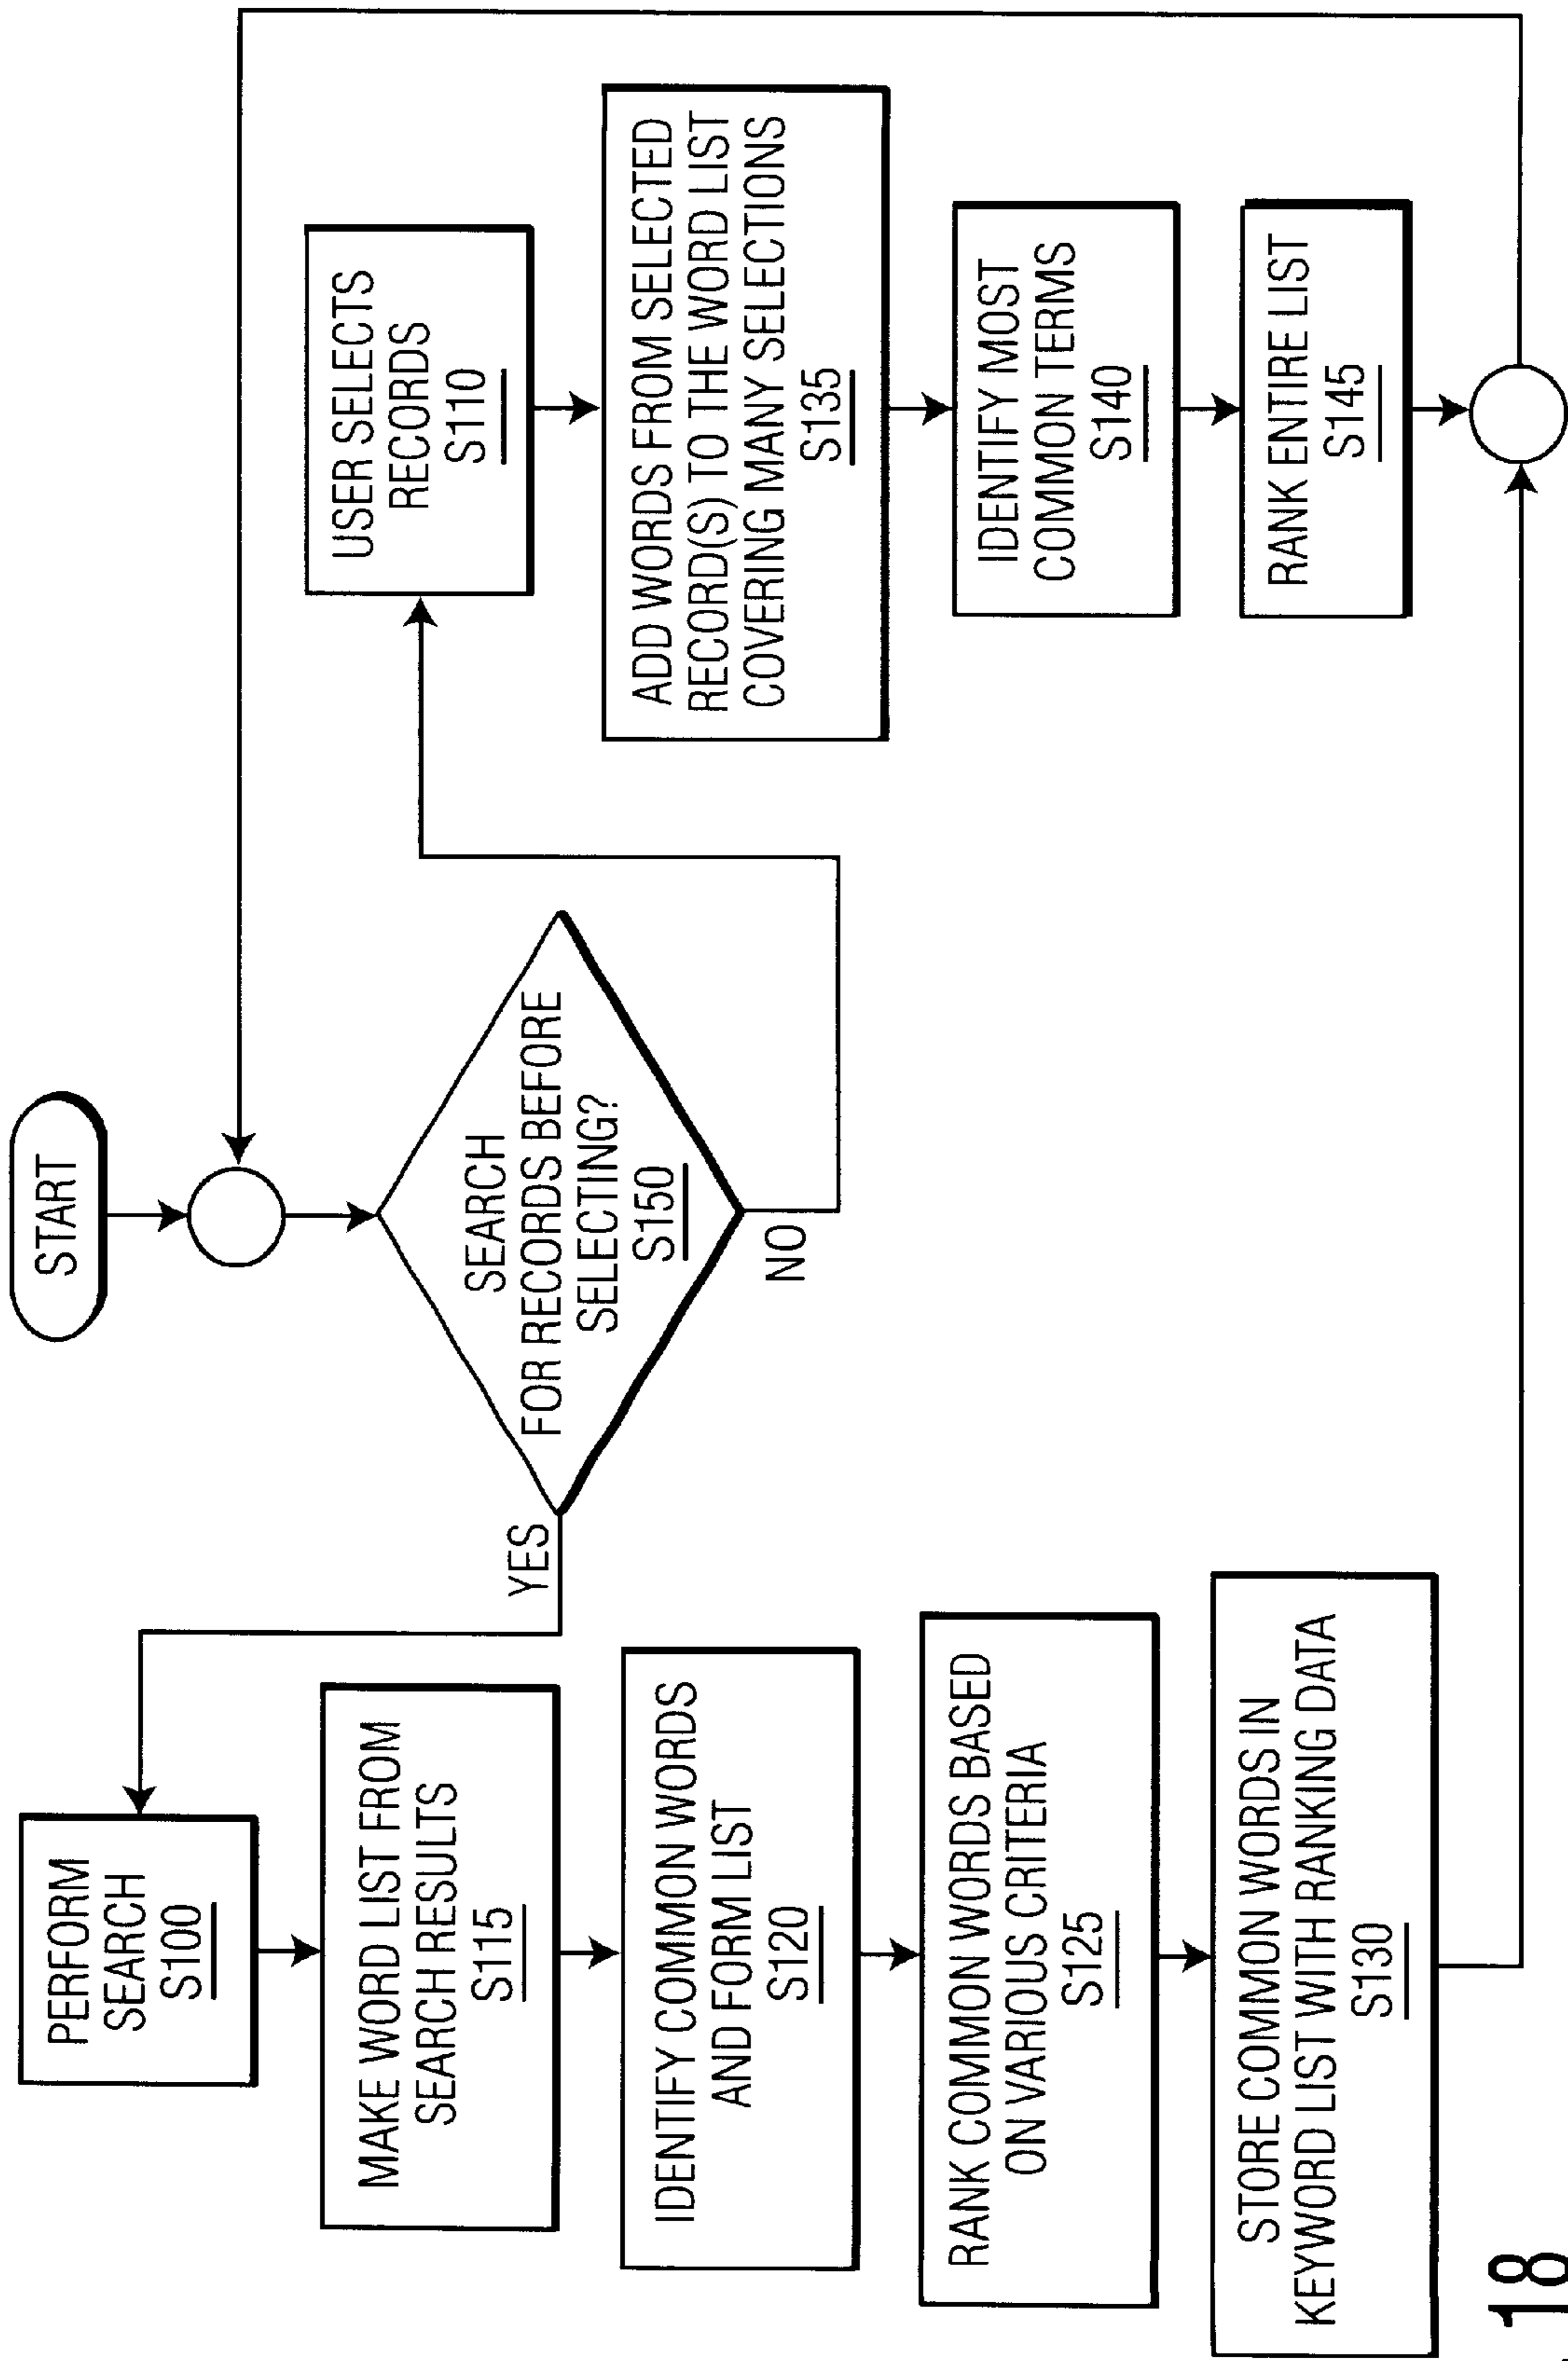 START
SEARCH
FOR RECORDS BEFORE
SELECTING?
S150
YES
NO
PERFORM
SEARCH
S100
MAKE WORD LIST FROM
SEARCH RESULTS
S115
IDENTIFY COMMON WORDS
AND FORM LIST
S120
RANK COMMON WORDS BASED
ON VARIOUS CRITERIA
S125
STORE COMMON WORDS IN
KEYWORD LIST WITH RANKING DATA
S130
USER SELECTS
RECORDS
S110
ADD WORDS FROM SELECTED
RECORD(S) TO THE WORD LIST
COVERING MANY SELECTIONS
S135
IDENTIFY MOST
COMMON TERMS
S140
RANK ENTIRE LIST
S145
18